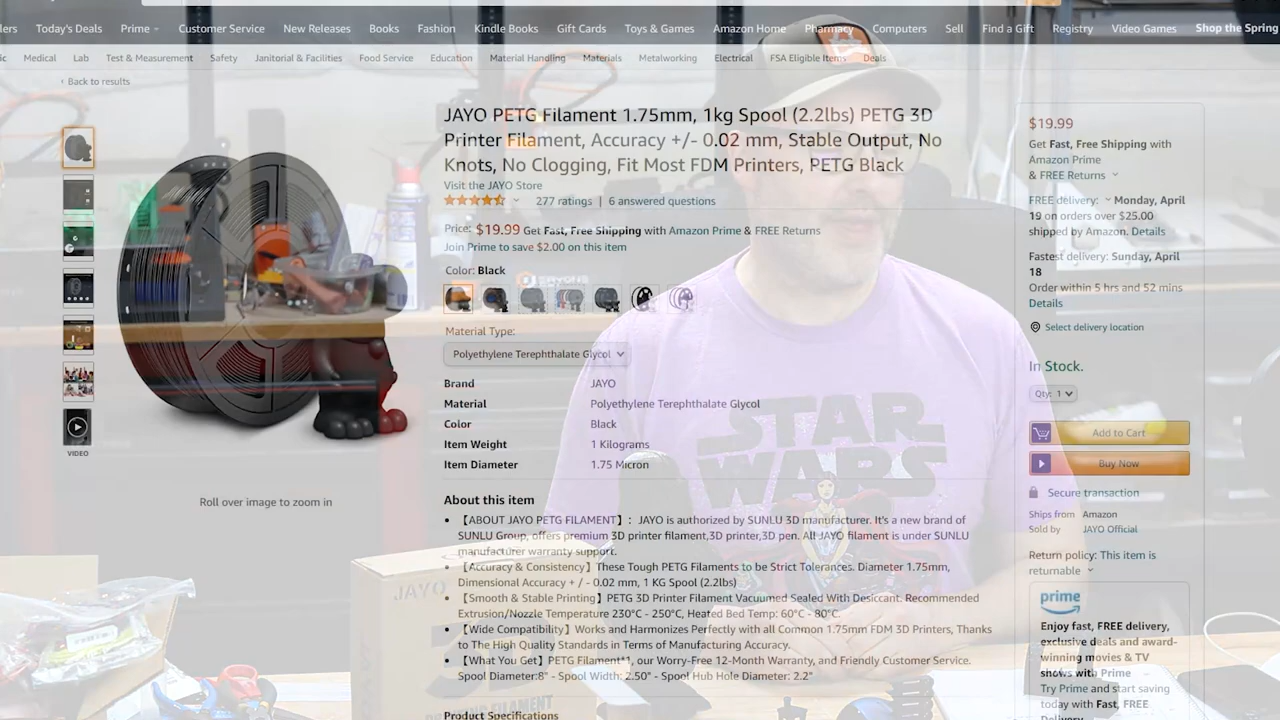 Today's Deals Prime Customer Service New Releases Books Fashion Kindle Books Gift Cards Toys & Games Amazon Home Pharmacy Computers Sell Find a Gift Registry Video Games Shop the Spring
Medical Lab Test & Measurement Safety Janitorial & Facilities Food Service Education Material Handling Materials Metalworking Electrical FSA Eligible Items Deals
‹ Back to results
JAYO PETG Filament 1.75mm, 1kg Spool (2.2lbs) PETG 3D
Printer Filament, Accuracy +/- 0.02 mm, Stable Output, No
Knots, No Clogging, Fit Most FDM Printers, PETG Black
Visit the JAYO Store
277 ratings | 6 answered questions
Price: $19.99 Get Fast, Free Shipping with Amazon Prime & FREE Returns
Join Prime to save $2.00 on this item
Color: Black
Material Type:
Polyethylene Terephthalate Glycol
Brand JAYO
Material Polyethylene Terephthalate Glycol
Color Black
Item Weight 1 Kilograms
Item Diameter 1.75 Micron
VIDEO
Roll over image to zoom in
About this item
• 【ABOUT JAYO PETG FILAMENT】: JAYO is authorized by SUNLU 3D manufacturer. It's a new brand of
SUNLU Group, offers premium 3D printer filament,3D printer,3D pen. All JAYO filament is under SUNLU
manufacturer warranty support.
• 【Accuracy & Consistency】These Tough PETG Filaments to be Strict Tolerances. Diameter 1.75mm,
Dimensional Accuracy + / - 0.02 mm, 1 KG Spool (2.2lbs)
• 【Smooth & Stable Printing】PETG 3D Printer Filament Vacuumed Sealed With Desiccant. Recommended
Extrusion/Nozzle Temperature 230°C - 250°C, Heated Bed Temp: 60°C - 80°C.
• 【Wide Compatibility】Works and Harmonizes Perfectly with all Common 1.75mm FDM 3D Printers, Thanks
to The High Quality Standards in Terms of Manufacturing Accuracy.
• 【What You Get】PETG Filament*1, our Worry-Free 12-Month Warranty, and Friendly Customer Service.
Spool Diameter:8" - Spool Width: 2.50" - Spool Hub Hole Diameter: 2.2"
Product Specifications
$19.99
Get Fast, Free Shipping with
Amazon Prime
& FREE Returns
FREE delivery: Monday, April
19 on orders over $25.00
shipped by Amazon. Details
Fastest delivery: Sunday, April
18
Order within 5 hrs and 52 mins
Details
Select delivery location
In Stock.
Qty: 1
Add to Cart
Buy Now
Secure transaction
Ships from Amazon
Sold by JAYO Official
Return policy: This item is
returnable
prime
Enjoy fast, FREE delivery,
exclusive deals and award-
winning movies & TV
shows with Prime
Try Prime and start saving
today with Fast, FREE
Delivery
STAR
WARS
JAYO